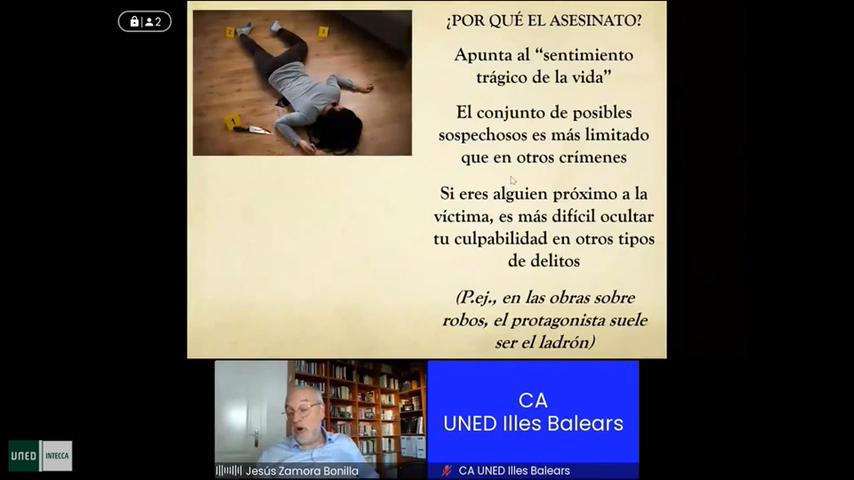 2
¿POR QUÉ EL ASESINATO?
Apunta al “sentimiento
trágico de la vida”
El conjunto de posibles
sospechosos es más limitado
que en otros crímenes
Si eres alguien próximo a la
víctima, es más difícil ocultar
tu culpabilidad en otros tipos
de delitos
(P.ej., en las obras sobre
robos, el protagonista suele
ser el ladrón)
CA
UNED Illes Balears
Jesús Zamora Bonilla
CA UNED Illes Balears
UNED INTECCA